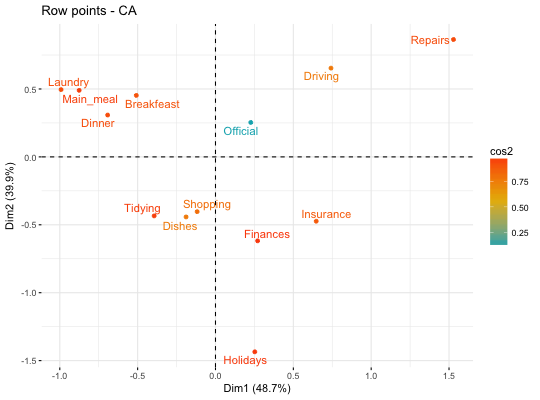 Row points - CA
Repairs
Driving
Laundry
Main_meal
Breakfeast
Dinner
Official
Shopping
Tidying
Dishes
Insurance
Finances
Holidays
0.5
0.0
-0.5
-1.0
-1.5
Dim2 (39.9%)
-1.0 -0.5 0.0 0.5 1.0 1.5
Dim1 (48.7%)
cos2
0.75
0.50
0.25